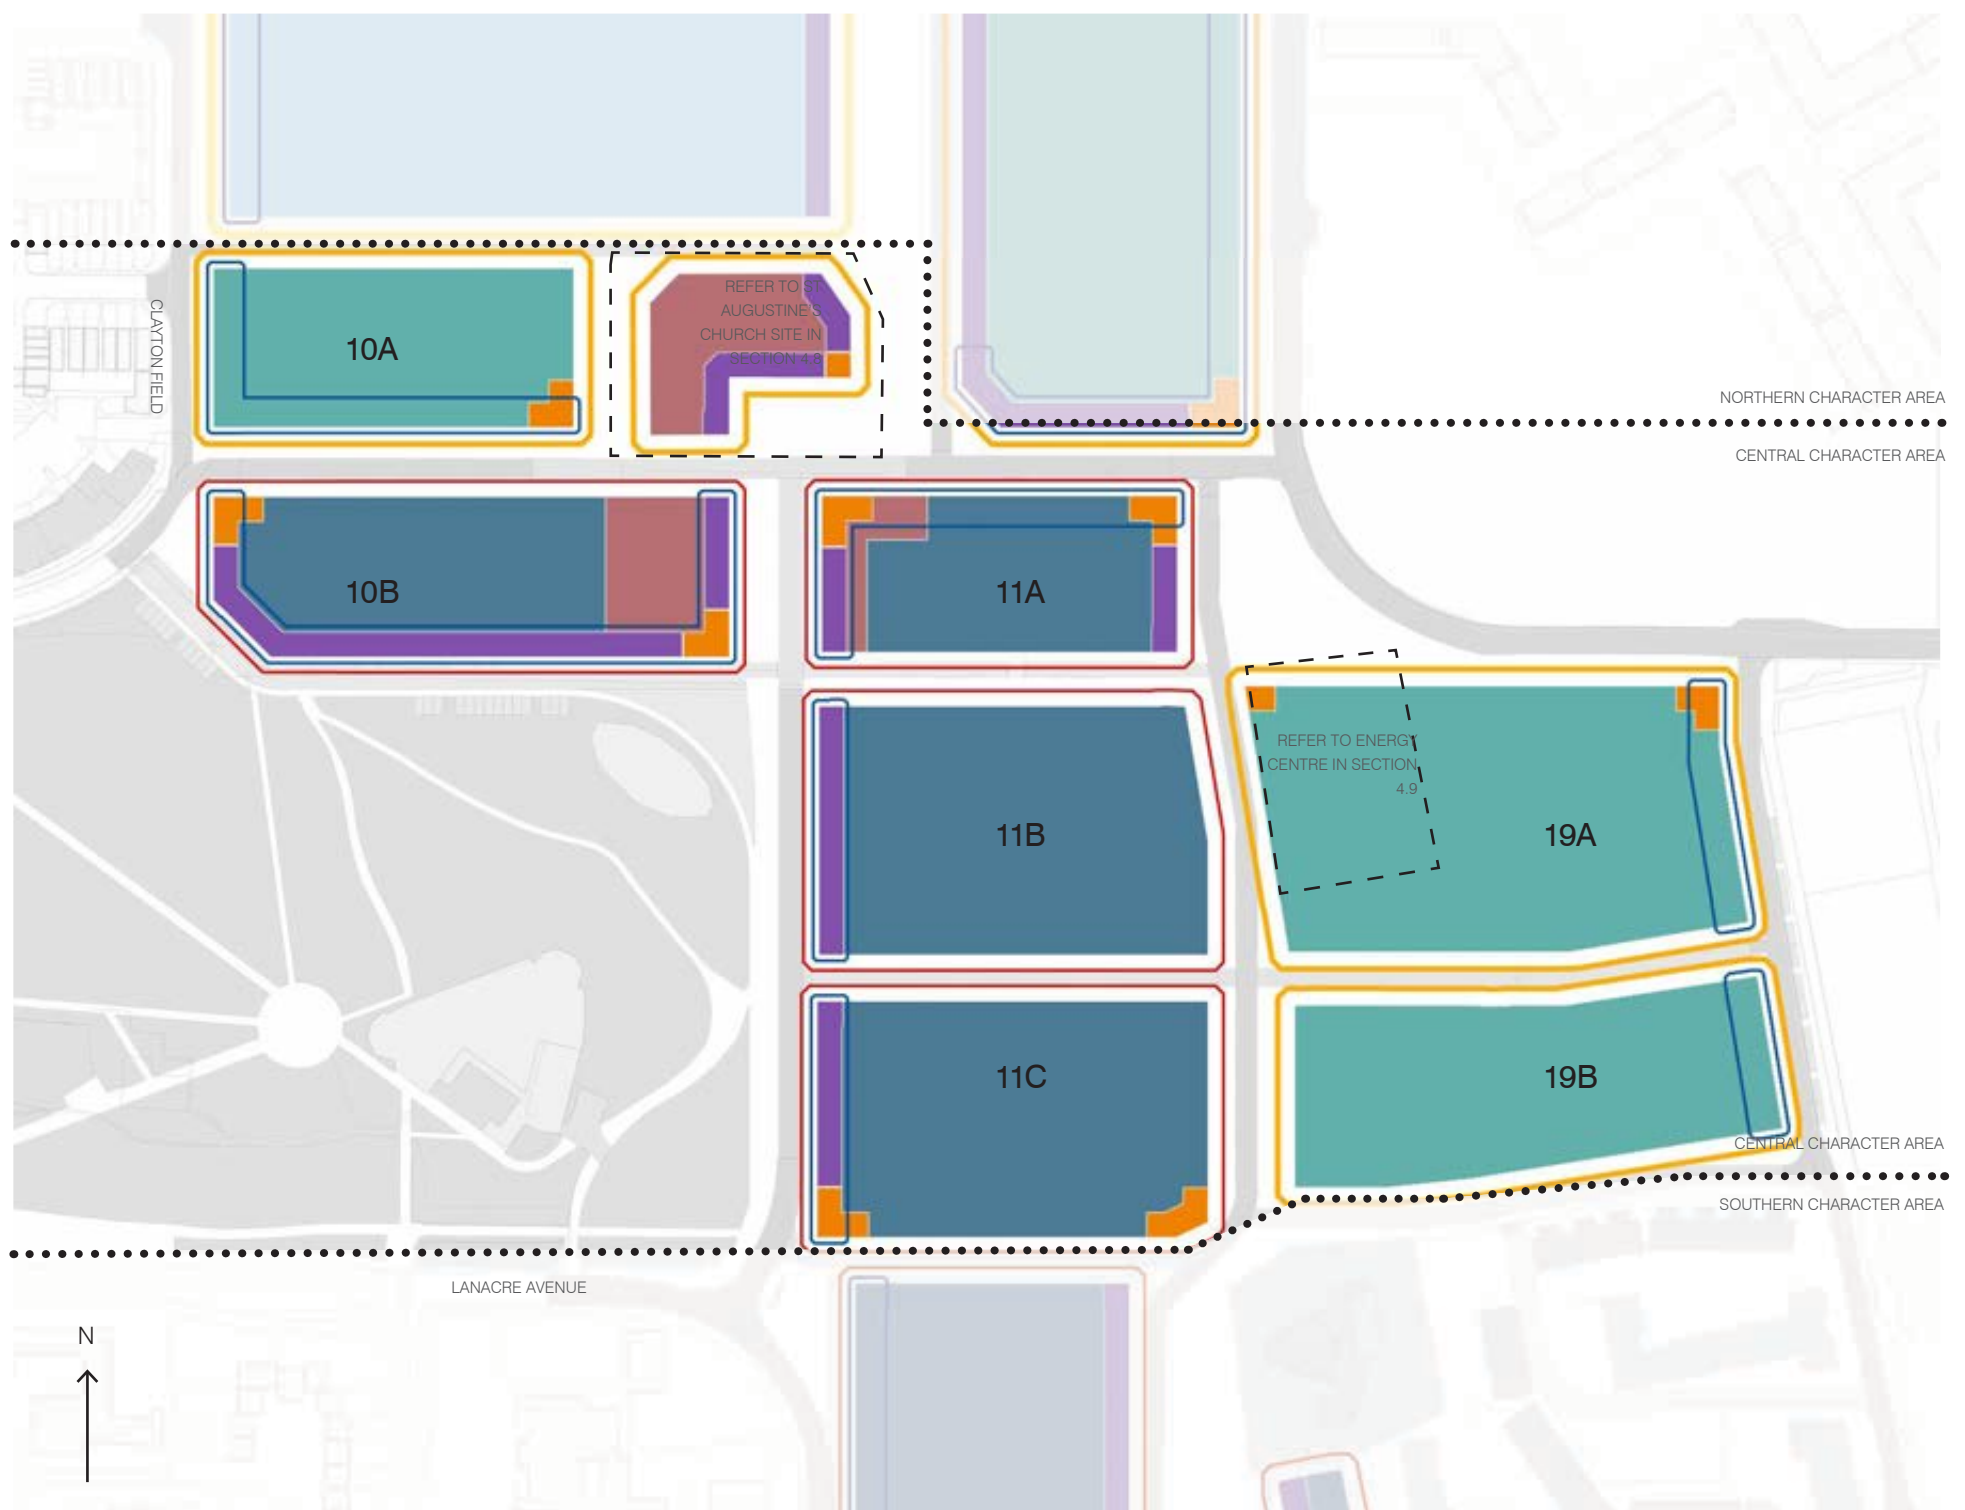 REFER TO ST
AUGUSTINE'S
CHURCH SITE IN
SECTION 4.8
CLAYTON FIELD
10A
NORTHERN CHARACTER AREA
CENTRAL CHARACTER AREA
10B
11A
REFER TO ENERGY
CENTRE IN SECTION
4.9
11B
19A
11C
19B
CENTRAL CHARACTER AREA
SOUTHERN CHARACTER AREA
LANACRE AVENUE
N